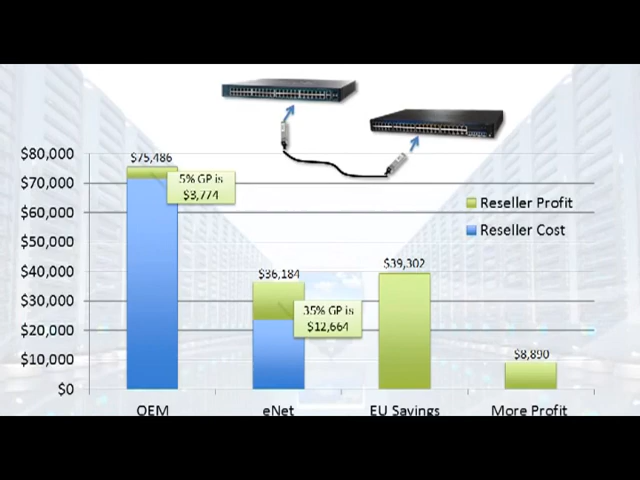 $80,000
$70,000
$60,000
$50,000
$40,000
$30,000
$20,000
$10,000
$0
$75,486
5% GP is
$3,774
$36,184
35% GP is
$12,664
$39,302
$8,890
Reseller Profit
Reseller Cost
OEM
eNet
EU Savings
More Profit